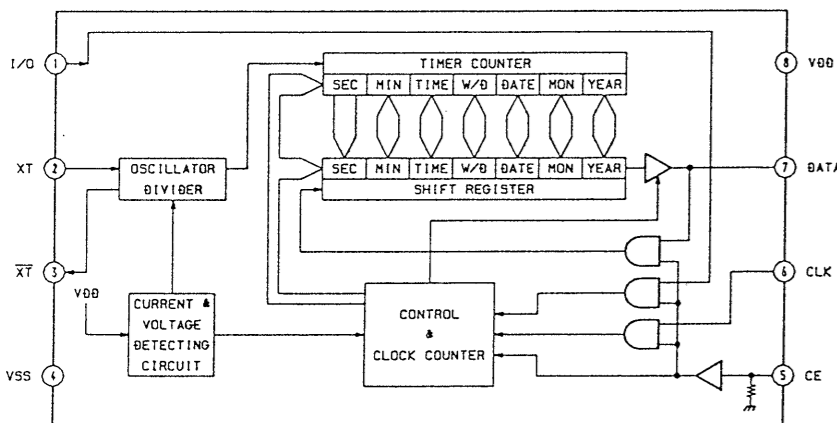 I/O 1
TIMER COUNTER
8 VDD
SEC MIN TIME W/D DATE MON YEAR
XT 2
OSCILLATOR
DIVIDER
SEC MIN TIME W/D DATE MON YEAR
SHIFT REGISTER
7 DATA
XT 3
6 CLK
VDD
CURRENT &
VOLTAGE
DETECTING
CIRCUIT
CONTROL
&
CLOCK COUNTER
VSS 4
5 CE